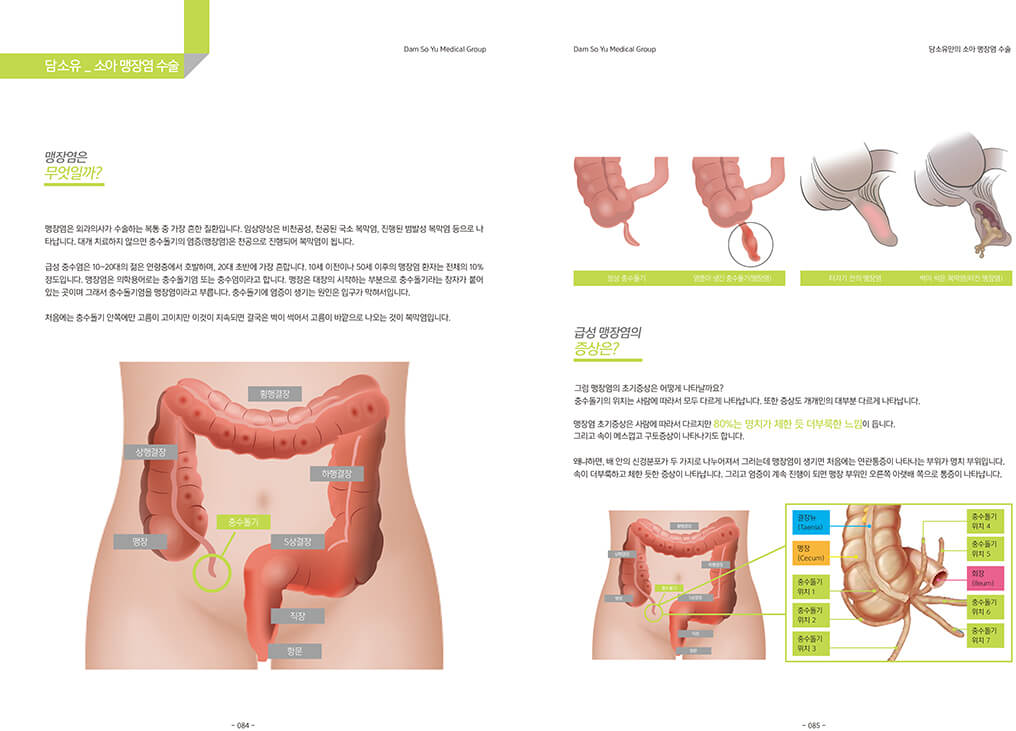 담소유 _ 소아 맹장염 수술
Dam So Yu Medical Group
맹장염은
무엇일까?
맹장염은 외과의사가 수술하는 복통 중 가장 흔한 질환입니다. 임상양상은 비천공성, 천공된 국소 복막염, 진행된 범발성 복막염 등으로 나
타납니다. 대개 치료하지 않으면 충수돌기의 염증(맹장염)은 천공으로 진행되어 복막염이 됩니다.
급성 충수염은 10~20대의 젊은 연령층에서 호발하며, 20대 초반에 가장 흔합니다. 10세 이전이나 50세 이후의 맹장염 환자는 전체의 10%
정도입니다. 맹장염은 의학용어로는 충수돌기염 또는 충수염이라고 합니다. 맹장은 대장의 시작하는 부분으로 충수돌기라는 장자가 붙어
있는 곳이며 그래서 충수돌기염을 맹장염이라고 부릅니다. 충수돌기에 염증이 생기는 원인은 입구가 막혀서입니다.
처음에는 충수돌기 안쪽에만 고름이 고이지만 이것이 지속되면 결국은 벽이 썩어서 고름이 바깥으로 나오는 것이 복막염입니다.
횡행결장
상행결장
하행결장
충수돌기
맹장
S상결장
직장
항문
- 084 -
Dam So Yu Medical Group
담소유만의 소아 맹장염 수술
정상 충수돌기
염증이 생긴 충수돌기(맹장염)
터지기 전의 맹장염
벽이 썩은 복막염(터진 맹장염)
급성 맹장염의
증상은?
그럼 맹장염의 초기증상은 어떻게 나타날까요?
충수돌기의 위치는 사람에 따라서 모두 다르게 나타납니다. 또한 증상도 개개인의 대부분 다르게 나타납니다.
맹장염 초기증상은 사람에 따라서 다르지만 80%는 명치가 체한 듯 더부룩한 느낌이 듭니다.
그리고 속이 메스껍고 구토증상이 나타나기도 합니다.
왜냐하면, 배 안의 신경분포가 두 가지로 나누어져서 그러는데 맹장염이 생기면 처음에는 연관통증이 나타나는 부위가 명치 부위입니다.
속이 더부룩하고 체한 듯한 증상이 나타납니다. 그리고 염증이 계속 진행이 되면 맹장 부위인 오른쪽 아랫배 쪽으로 통증이 나타납니다.
횡행결장
상행결장
하행결장
충수돌기
맹장
S상결장
직장
항문
결장뉴
(Taenia)
맹장
(Cecum)
충수돌기
위치 1
충수돌기
위치 2
충수돌기
위치 3
충수돌기
위치 4
충수돌기
위치 5
회장
(Ileum)
충수돌기
위치 6
충수돌기
위치 7
- 085 -